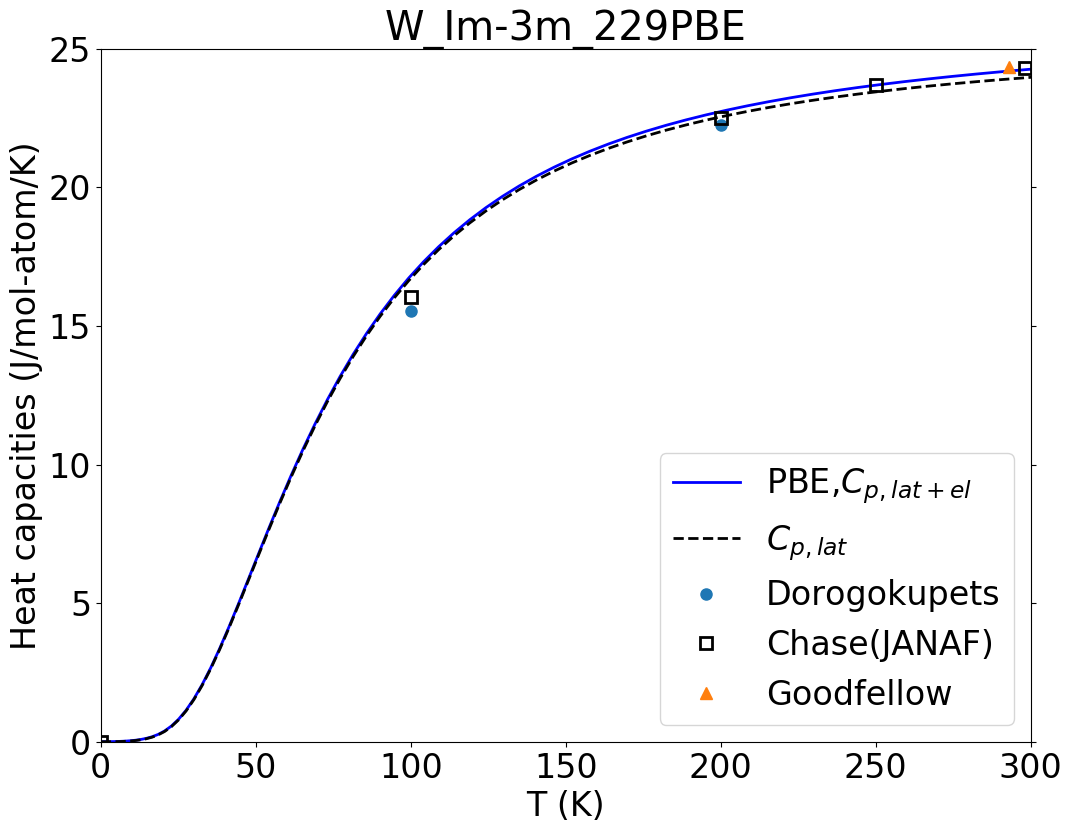 W_Im-3m_229PBE
Heat capacities (J/mol-atom/K)
25
20
15
10
5
0
0 50 100 150 200 250 300
T (K)
PBE,C_{p, lat + el}
C_{p, lat}
Dorogokupets
Chase(JANAF)
Goodfellow